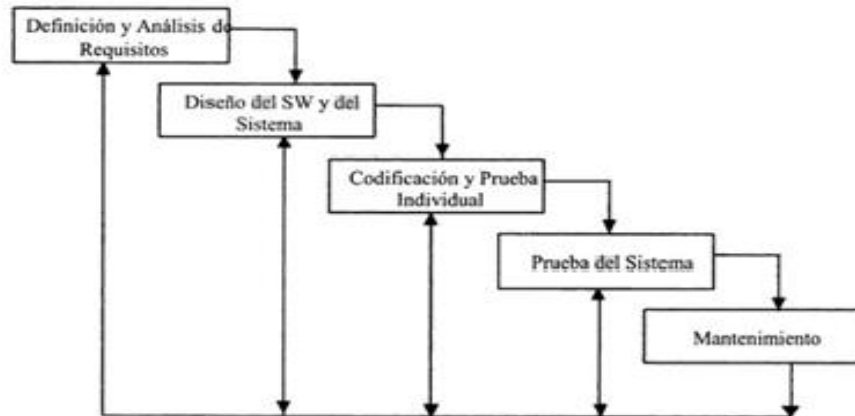 Definición y Análisis de
Requisitos
Diseño del SW y del
Sistema
Codificación y Prueba
Individual
Prueba del Sistema
Mantenimiento